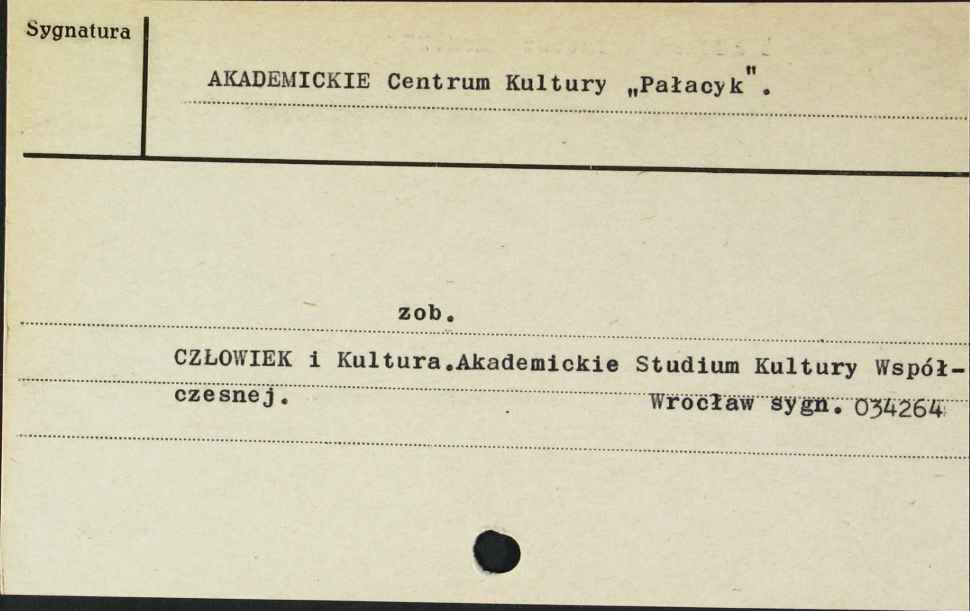 Sygnatura
AKADEMICKIE Centrum Kultury „Pałacyk".
zob.
CZŁOWIEK i Kultura.Akademickie Studium Kultury Współ-
czesnej. Wrocław sygn. 034264